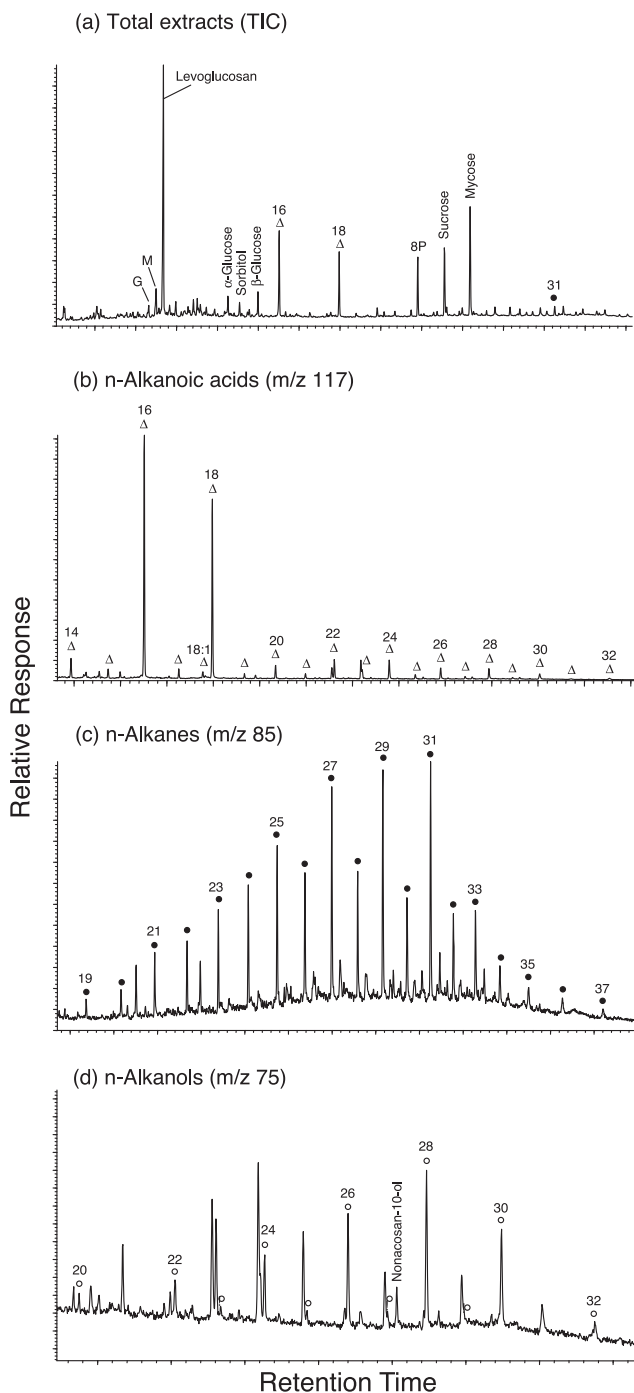 (a) Total extracts (TIC)
Levoglucosan
G
M
α-Glucose
Sorbitol
β-Glucose
16
18
8P
Sucrose
Mycose
31
(b) n-Alkanoic acids (m/z 117)
14
16
18:1
18
20
22
24
26
28
30
32
(c) n-Alkanes (m/z 85)
19
21
23
25
27
29
31
33
35
37
(d) n-Alkanols (m/z 75)
20
22
24
26
Nonacosan-10-ol
28
30
32
Relative Response
Retention Time